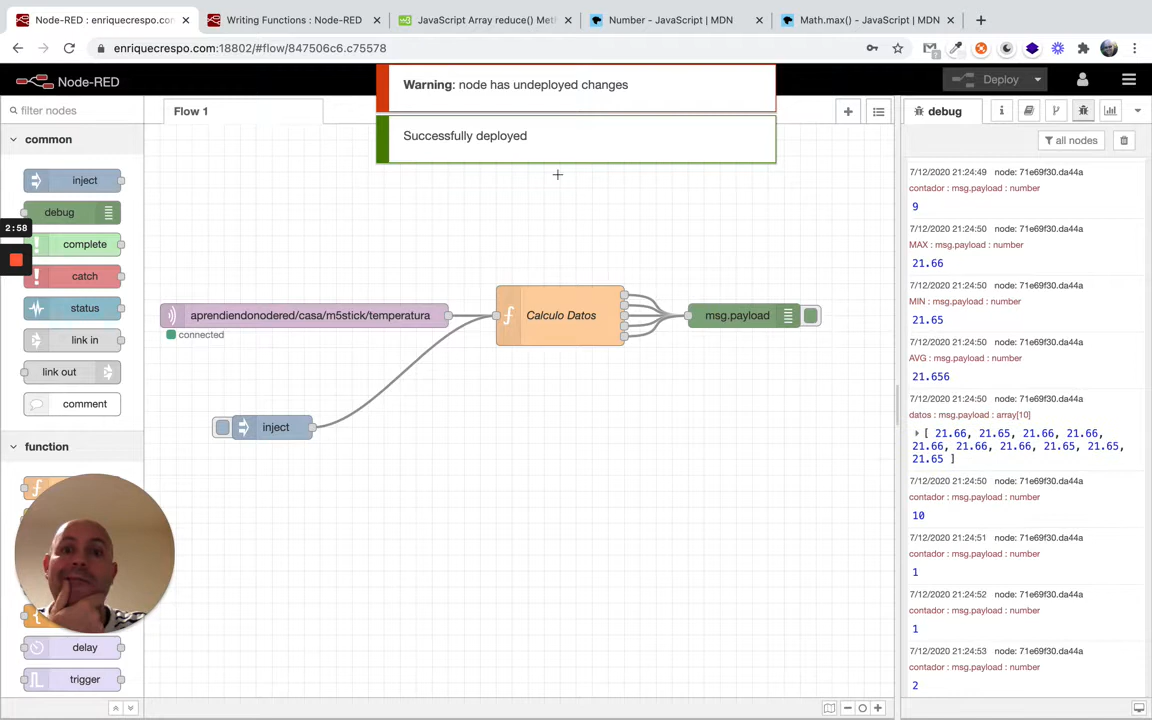 Node-RED : enriquecrespo.com
Writing Functions : Node-RED
JavaScript Array reduce() Met
Number - JavaScript | MDN
Math.max() - JavaScript | MDN
enriquecrespo.com:18802/#flow/847506c6.c75578
Node-RED
Deploy
Warning: node has undeployed changes
Successfully deployed
filter nodes
Flow 1
debug
i
all nodes
common
inject
debug
complete
catch
status
link in
link out
comment
function
delay
trigger
2:58
aprendiendonodered/casa/m5stick/temperatura
connected
inject
Calculo Datos
msg.payload
7/12/2020 21:24:49 node: 71e69f30.da44a
contador : msg.payload : number
9
7/12/2020 21:24:50 node: 71e69f30.da44a
MAX : msg.payload : number
21.66
7/12/2020 21:24:50 node: 71e69f30.da44a
MIN : msg.payload : number
21.65
7/12/2020 21:24:50 node: 71e69f30.da44a
AVG : msg.payload : number
21.656
7/12/2020 21:24:50 node: 71e69f30.da44a
datos : msg.payload : array[10]
[ 21.66, 21.65, 21.66, 21.66,
21.66, 21.66, 21.66, 21.65, 21.65,
21.65 ]
7/12/2020 21:24:50 node: 71e69f30.da44a
contador : msg.payload : number
10
7/12/2020 21:24:51 node: 71e69f30.da44a
contador : msg.payload : number
1
7/12/2020 21:24:52 node: 71e69f30.da44a
contador : msg.payload : number
1
7/12/2020 21:24:53 node: 71e69f30.da44a
contador : msg.payload : number
2